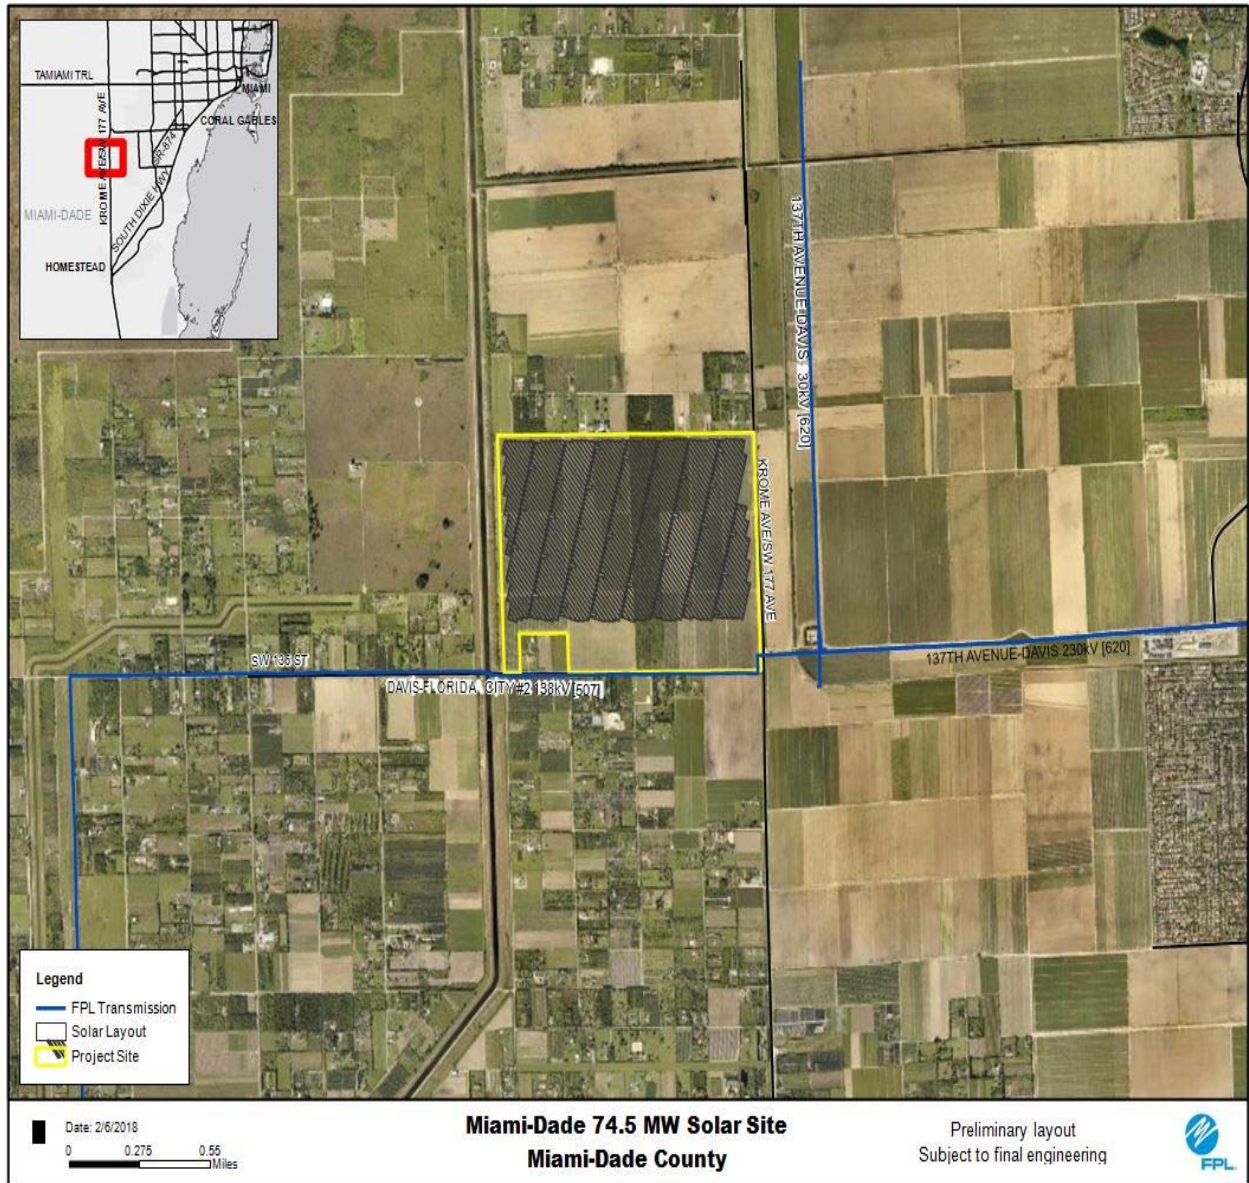 TAMIAMI TRL
MIAMI
KROME AVE/SW 177 AVE
CORAL GABLES
SR-874
SOUTH DIXIE HWY
MIAMI-DADE
HOMESTEAD
137TH AVENUE-DAVIS 30kV [620]
KROME AVE/SW 177 AVE
SW 136 ST
137TH AVENUE-DAVIS 230kV [620]
DAVIS-FLORIDA CITY #2 138kV [507]
Legend
FPL Transmission
Solar Layout
Project Site
Date: 2/6/2018
0 0.275 0.55
Miles
Miami-Dade 74.5 MW Solar Site
Miami-Dade County
Preliminary layout
Subject to final engineering
FPL